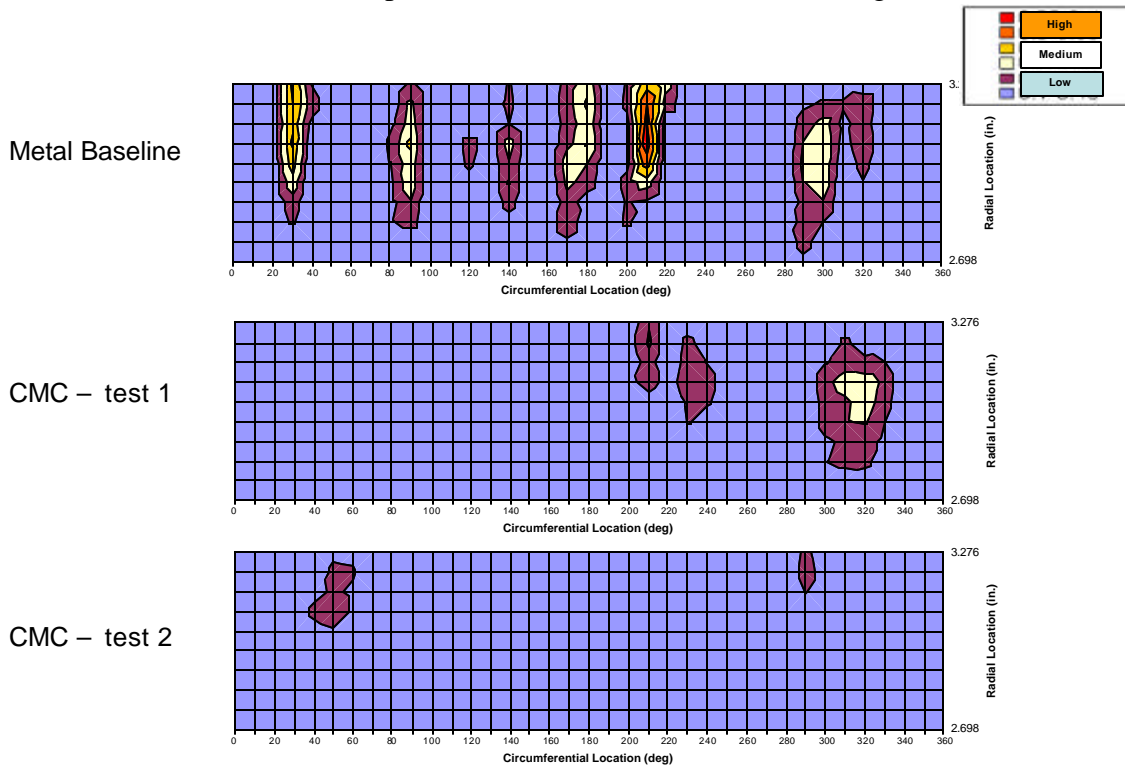 High
Medium
Low
Metal Baseline
3.
Radial Location (in.)
2.698
0 20 40 60 80 100 120 140 160 180 200 220 240 260 280 300 320 340 360
Circumferential Location (deg)
CMC – test 1
3.276
Radial Location (in.)
2.698
0 20 40 60 80 100 120 140 160 180 200 220 240 260 280 300 320 340 360
Circumferential Location (deg)
CMC – test 2
3.276
Radial Location (in.)
2.698
0 20 40 60 80 100 120 140 160 180 200 220 240 260 280 300 320 340 360
Circumferential Location (deg)